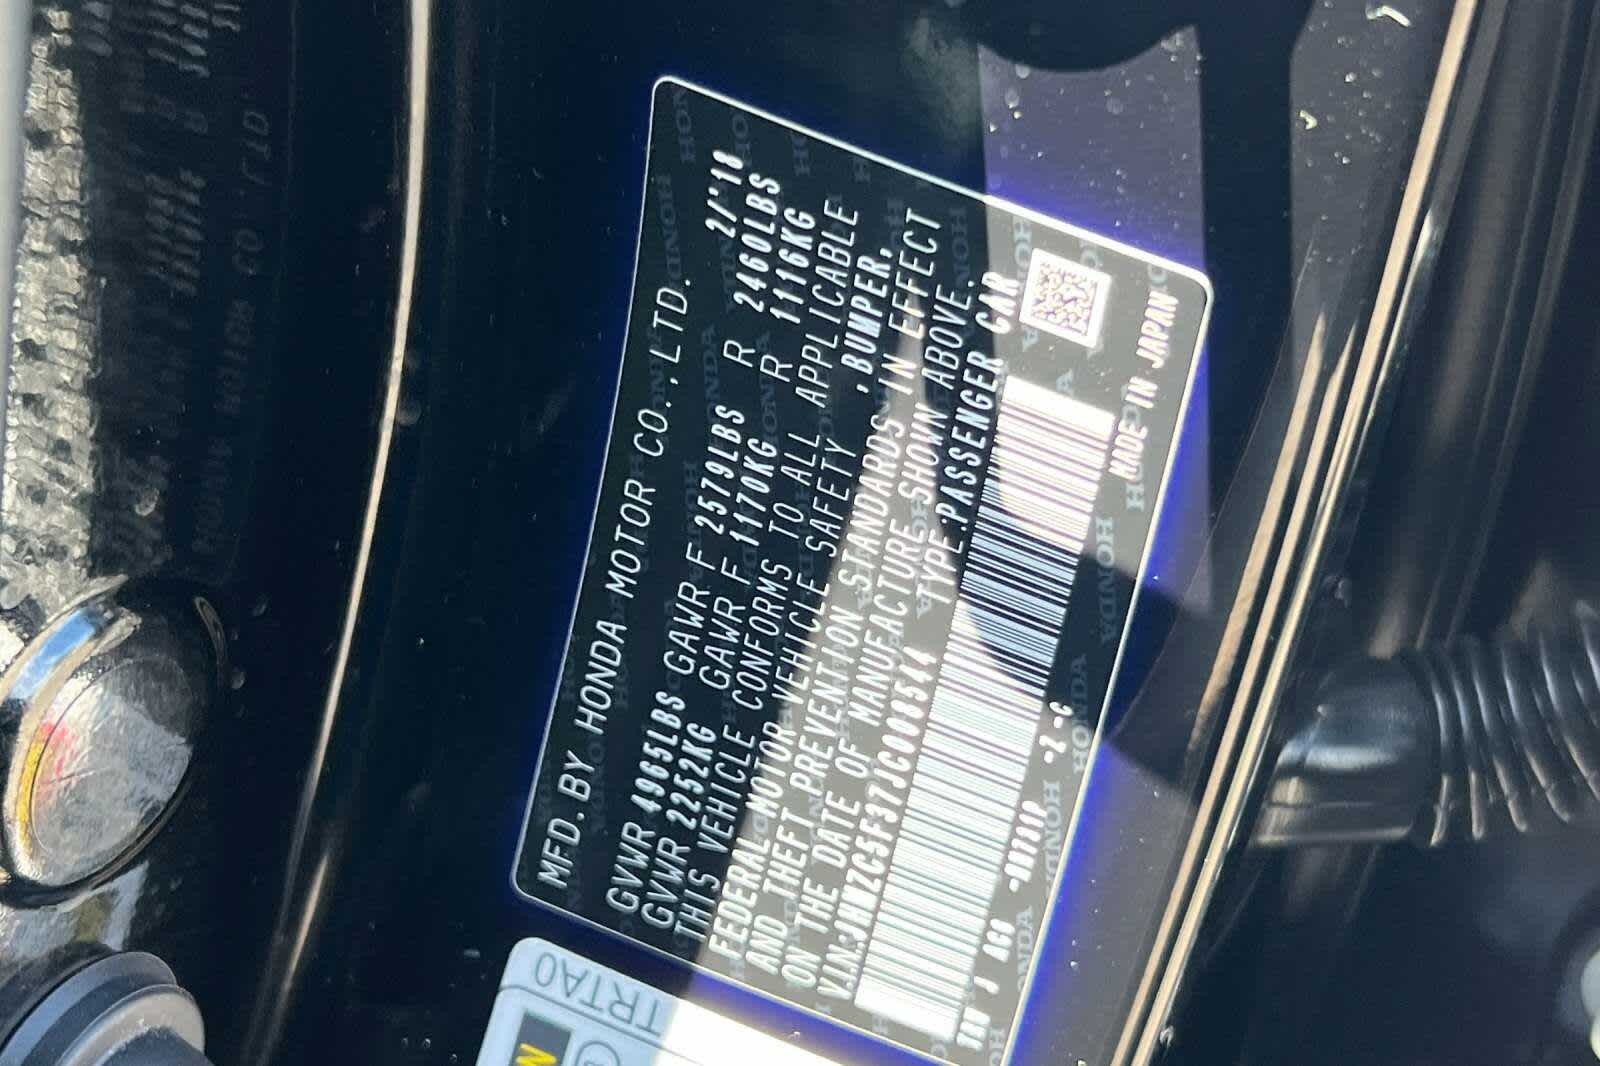 MFD. BY HONDA MOTOR CO., LTD. 2/'18
GVWR 4965LBS GAWR F 2579LBS R 2460LBS
GVWR 2252KG GAWR F 1170KG R 1116KG
THIS VEHICLE CONFORMS TO ALL APPLICABLE
FEDERAL MOTOR VEHICLE SAFETY , BUMPER,
AND THEFT PREVENTION STANDARDS IN EFFECT
ON THE DATE OF MANUFACTURE SHOWN ABOVE.
V.I.N:JHMZC5F37JC008544 TYPE:PASSENGER CAR
MADE IN JAPAN
TRTA0